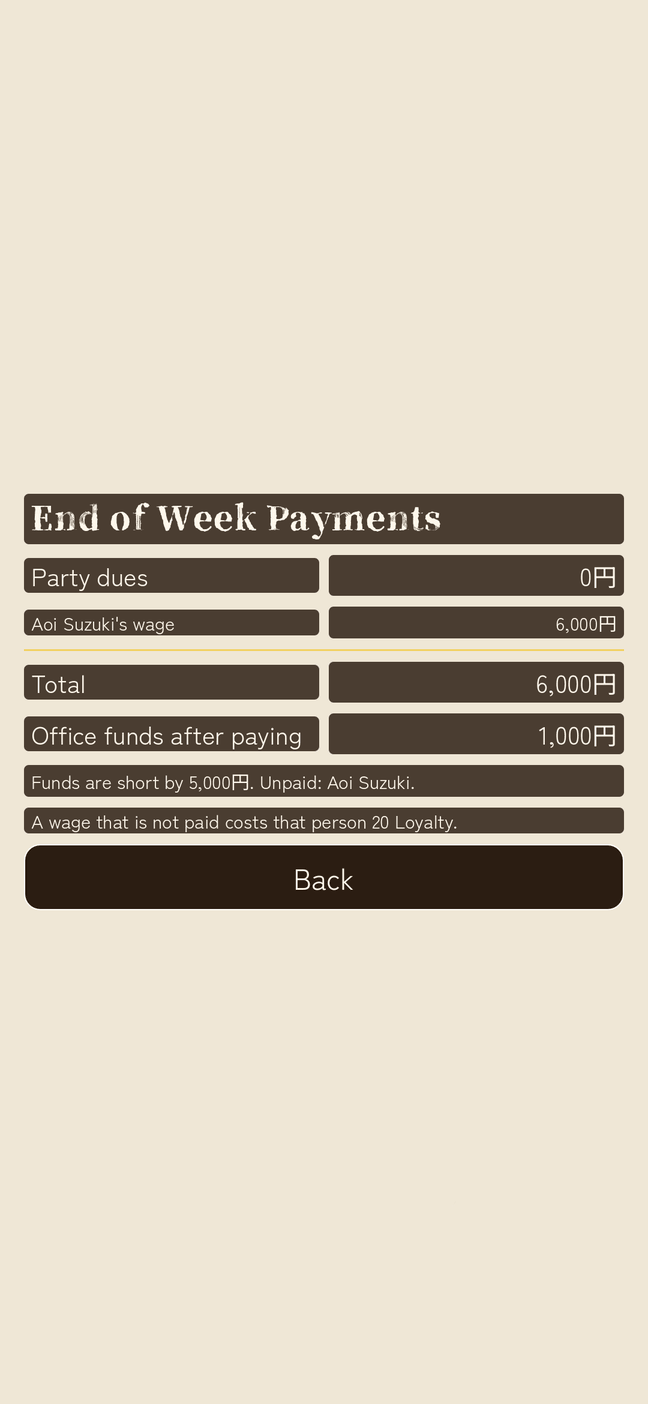 End of Week Payments
Party dues 0円
Aoi Suzuki's wage 6,000円
Total 6,000円
Office funds after paying 1,000円
Funds are short by 5,000円. Unpaid: Aoi Suzuki.
A wage that is not paid costs that person 20 Loyalty.
Back